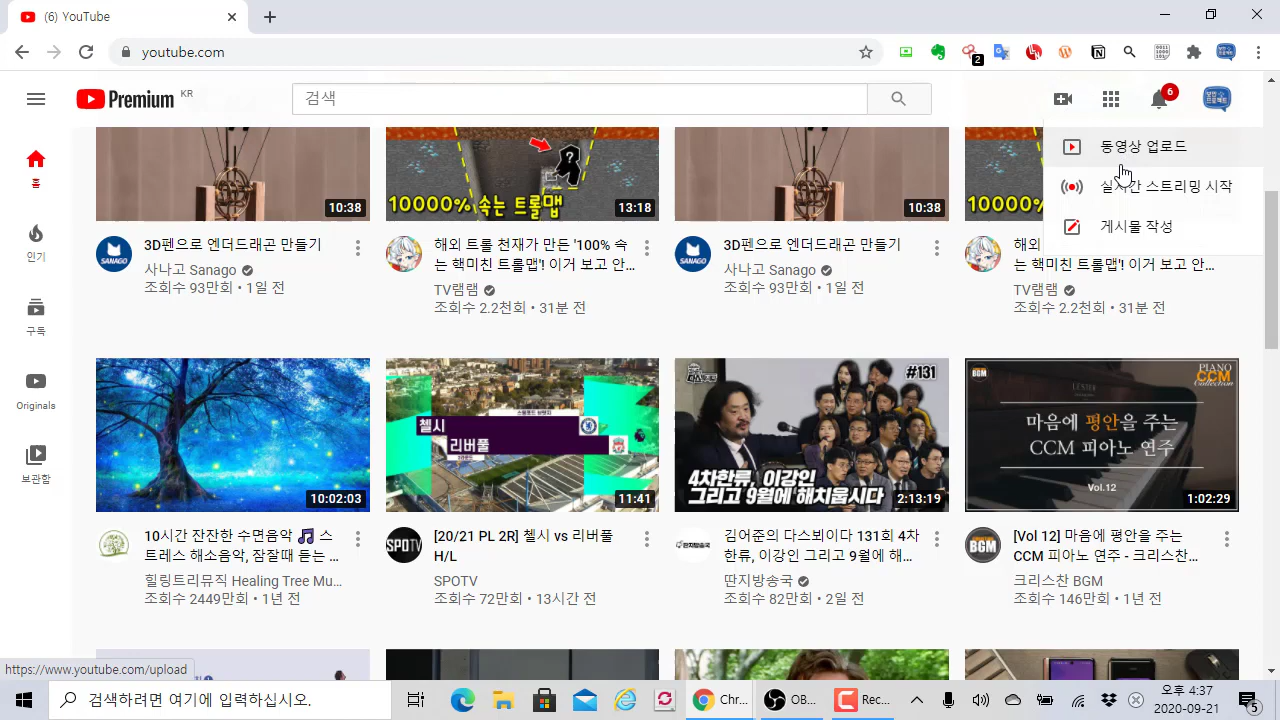 (6) YouTube
youtube.com
2
Premium KR
검색
6
동영상 업로드
실시간 스트리밍 시작
게시물 작성
10:38
10000% 속는 트롤맵
?
13:18
10:38
10000% 속
3D펜으로 엔더드래곤 만들기
사나고 Sanago
조회수 93만회 • 1일 전
해외 트롤 천재가 만든 '100% 속
는 핵미친 트롤맵'! 이거 보고 안...
TV램램
조회수 2.2천회 • 31분 전
3D펜으로 엔더드래곤 만들기
사나고 Sanago
조회수 93만회 • 1일 전
해외
는 핵미친 트롤맵'! 이거 보고 안...
TV램램
조회수 2.2천회 • 31분 전
SANAGO
SANAGO
홈
인기
구독
Originals
보관함
10:02:03
첼시
리버풀
11:41
#131
4차한류, 이강인
그리고 9월에 해치웁시다
2:13:19
BGM
PIANO
CCM
Collection
마음에 평안을 주는
CCM 피아노 연주
Vol.12
1:02:29
10시간 잔잔한 수면음악 🎵 스
트레스 해소음악, 잠잘때 듣는 ...
힐링트리뮤직 Healing Tree Mu...
조회수 2449만회 • 1년 전
SPOTV
[20/21 PL 2R] 첼시 vs 리버풀
H/L
SPOTV
조회수 72만회 • 13시간 전
딴지방송국
김어준의 다스뵈이다 131회 4차
한류, 이강인 그리고 9월에 해...
딴지방송국
조회수 82만회 • 2일 전
BGM
[Vol 12] 마음에 평안을 주는
CCM 피아노 연주 - 크리스찬...
크리스찬 BGM
조회수 146만회 • 1년 전
https://www.youtube.com/upload
검색하려면 여기에 입력하십시오.
Chr...
OB...
Rec...
오후 4:37
2020-09-21
5